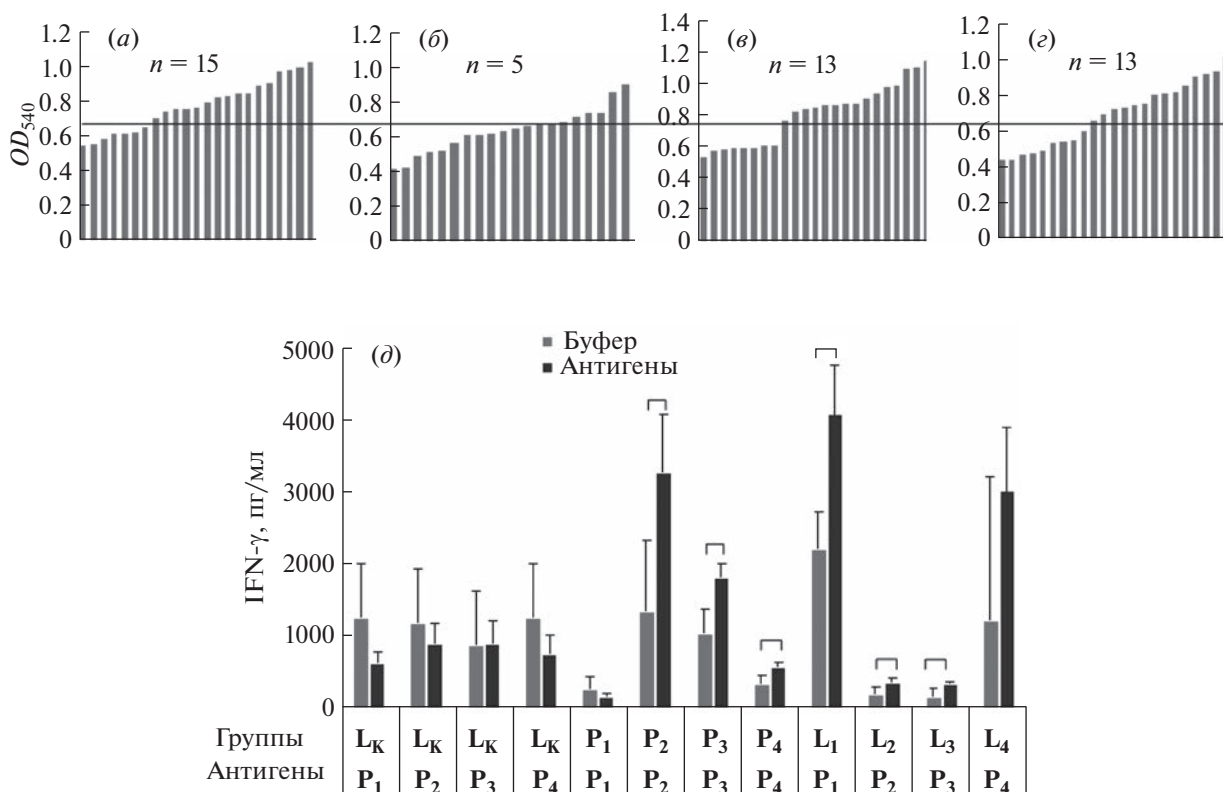 (а) (б) (в) (г)
n = 15 n = 5 n = 13 n = 13
OD540
1.2 1.2 1.4 1.2
1.0 1.0 1.2 1.0
0.8 0.8 1.0 0.8
0.6 0.6 0.8 0.6
0.4 0.4 0.6 0.4
0.2 0.2 0.4 0.2
0 0 0.2 0
0
(д)
Буфер
Антигены
IFN-γ, пг/мл
5000
4000
3000
2000
1000
0
Группы LK LK LK LK P1 P2 P3 P4 L1 L2 L3 L4
Антигены P1 P2 P3 P4 P1 P2 P3 P4 P1 P2 P3 P4